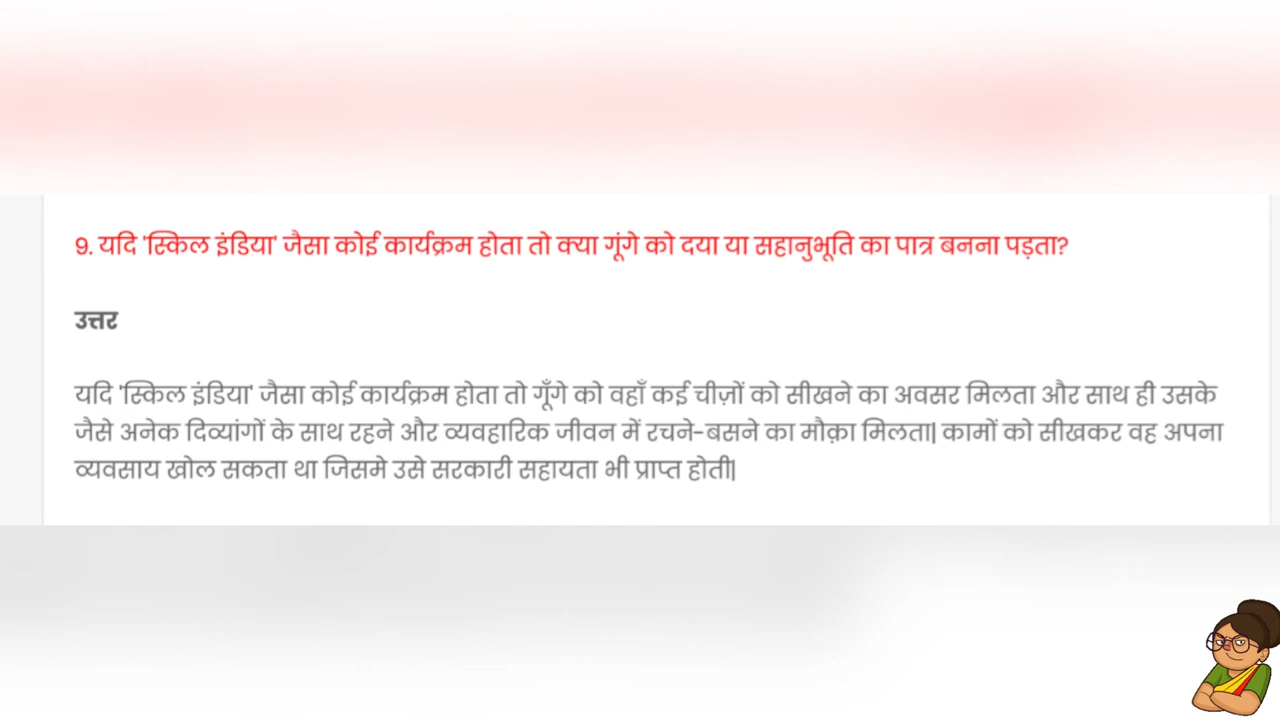 9. यदि 'स्किल इंडिया' जैसा कोई कार्यक्रम होता तो क्या गूंगे को दया या सहानुभूति का पात्र बनना पड़ता?
उत्तर
यदि 'स्किल इंडिया' जैसा कोई कार्यक्रम होता तो गूँगे को वहाँ कई चीज़ों को सीखने का अवसर मिलता और साथ ही उसके
जैसे अनेक दिव्यांगों के साथ रहने और व्यवहारिक जीवन में रचने-बसने का मौक़ा मिलता| कामों को सीखकर वह अपना
व्यवसाय खोल सकता था जिसमे उसे सरकारी सहायता भी प्राप्त होती|